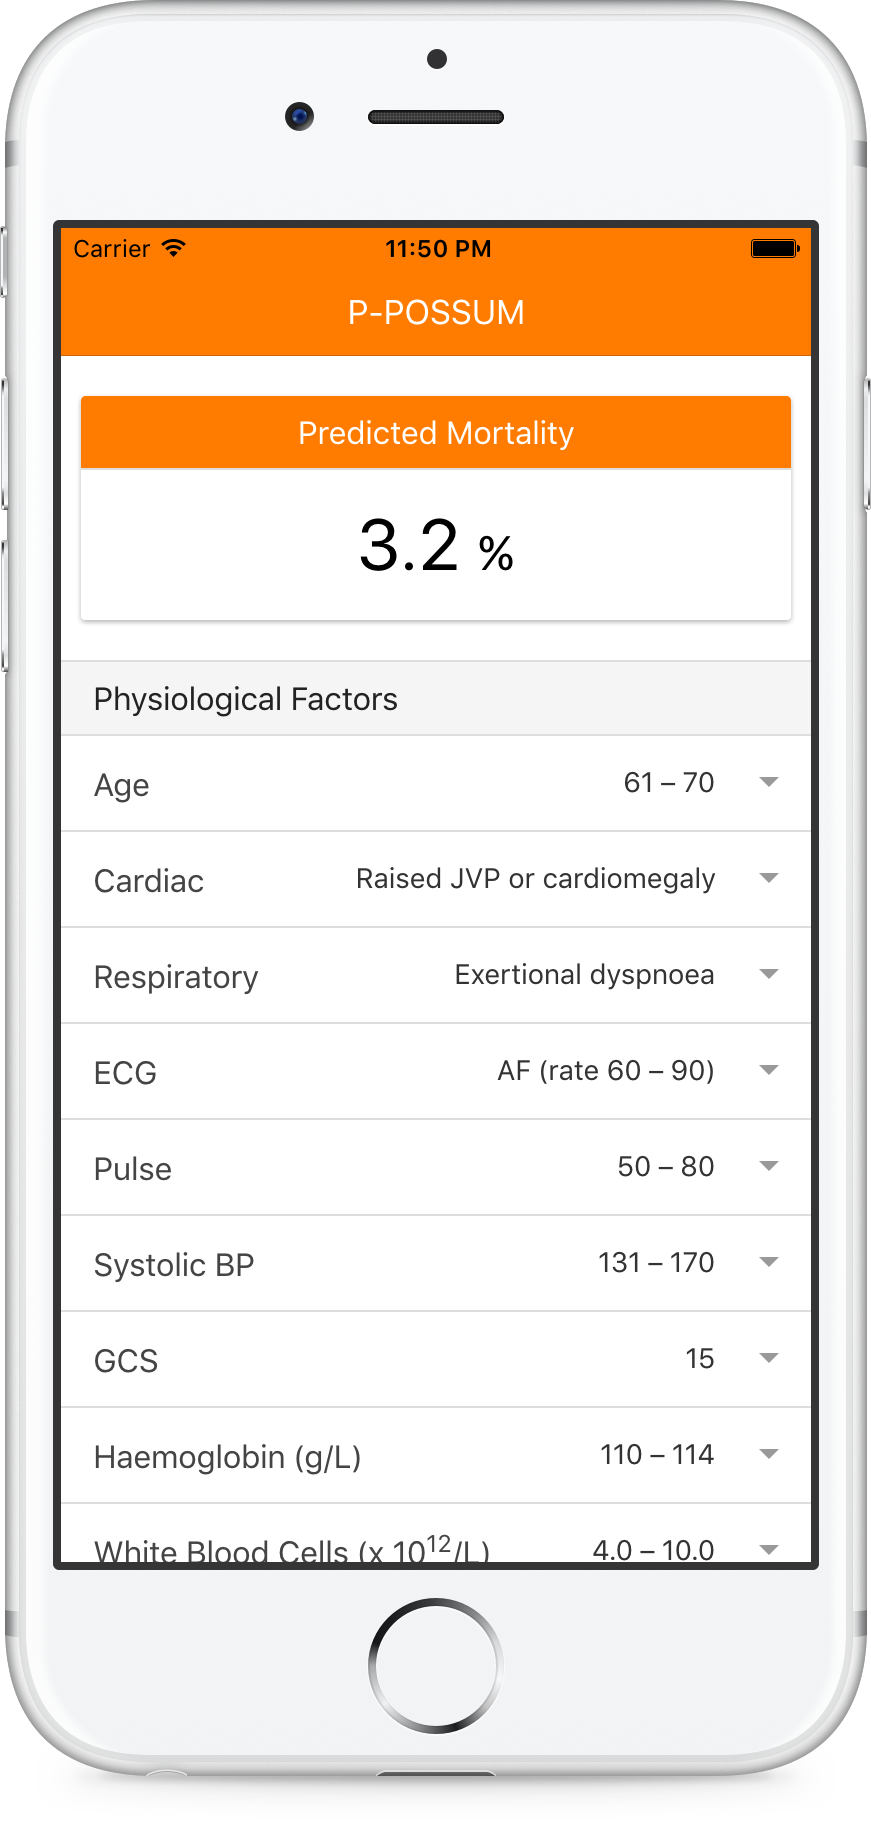 Carrier 11:50 PM
P-POSSUM
Predicted Mortality
3.2 %
Physiological Factors
Age 61 – 70
Cardiac Raised JVP or cardiomegaly
Respiratory Exertional dyspnoea
ECG AF (rate 60 – 90)
Pulse 50 – 80
Systolic BP 131 – 170
GCS 15
Haemoglobin (g/L) 110 – 114
White Blood Cells (x 10¹²/L) 4.0 – 10.0